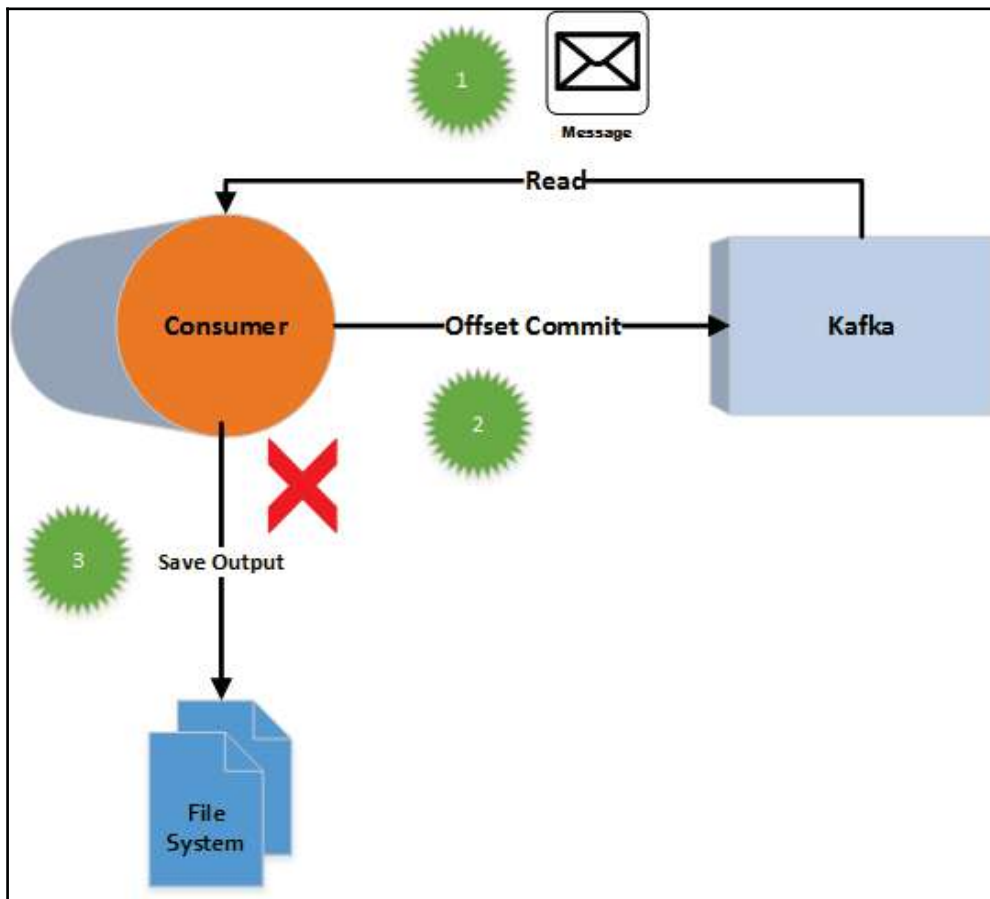 1
Message
Read
Consumer
Offset Commit
Kafka
2
3
Save Output
File
System